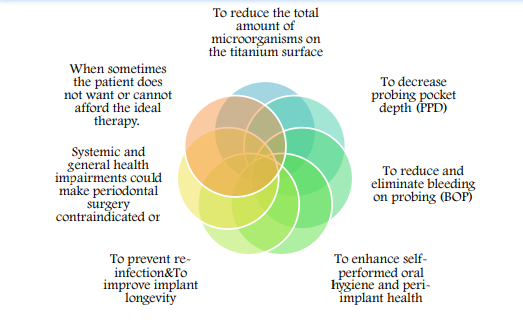 To reduce the total
amount of
microorganisms on
the titanium surface
To decrease
probing pocket
depth (PPD)
To reduce and
eliminate bleeding
on probing (BOP)
To enhance self-
performed oral
hygiene and peri-
implant health
To prevent re-
infection&To
improve implant
longevity
Systemic and
general health
impairments could
make periodontal
surgery
contraindicated or
When sometimes
the patient does
not want or cannot
afford the ideal
therapy.